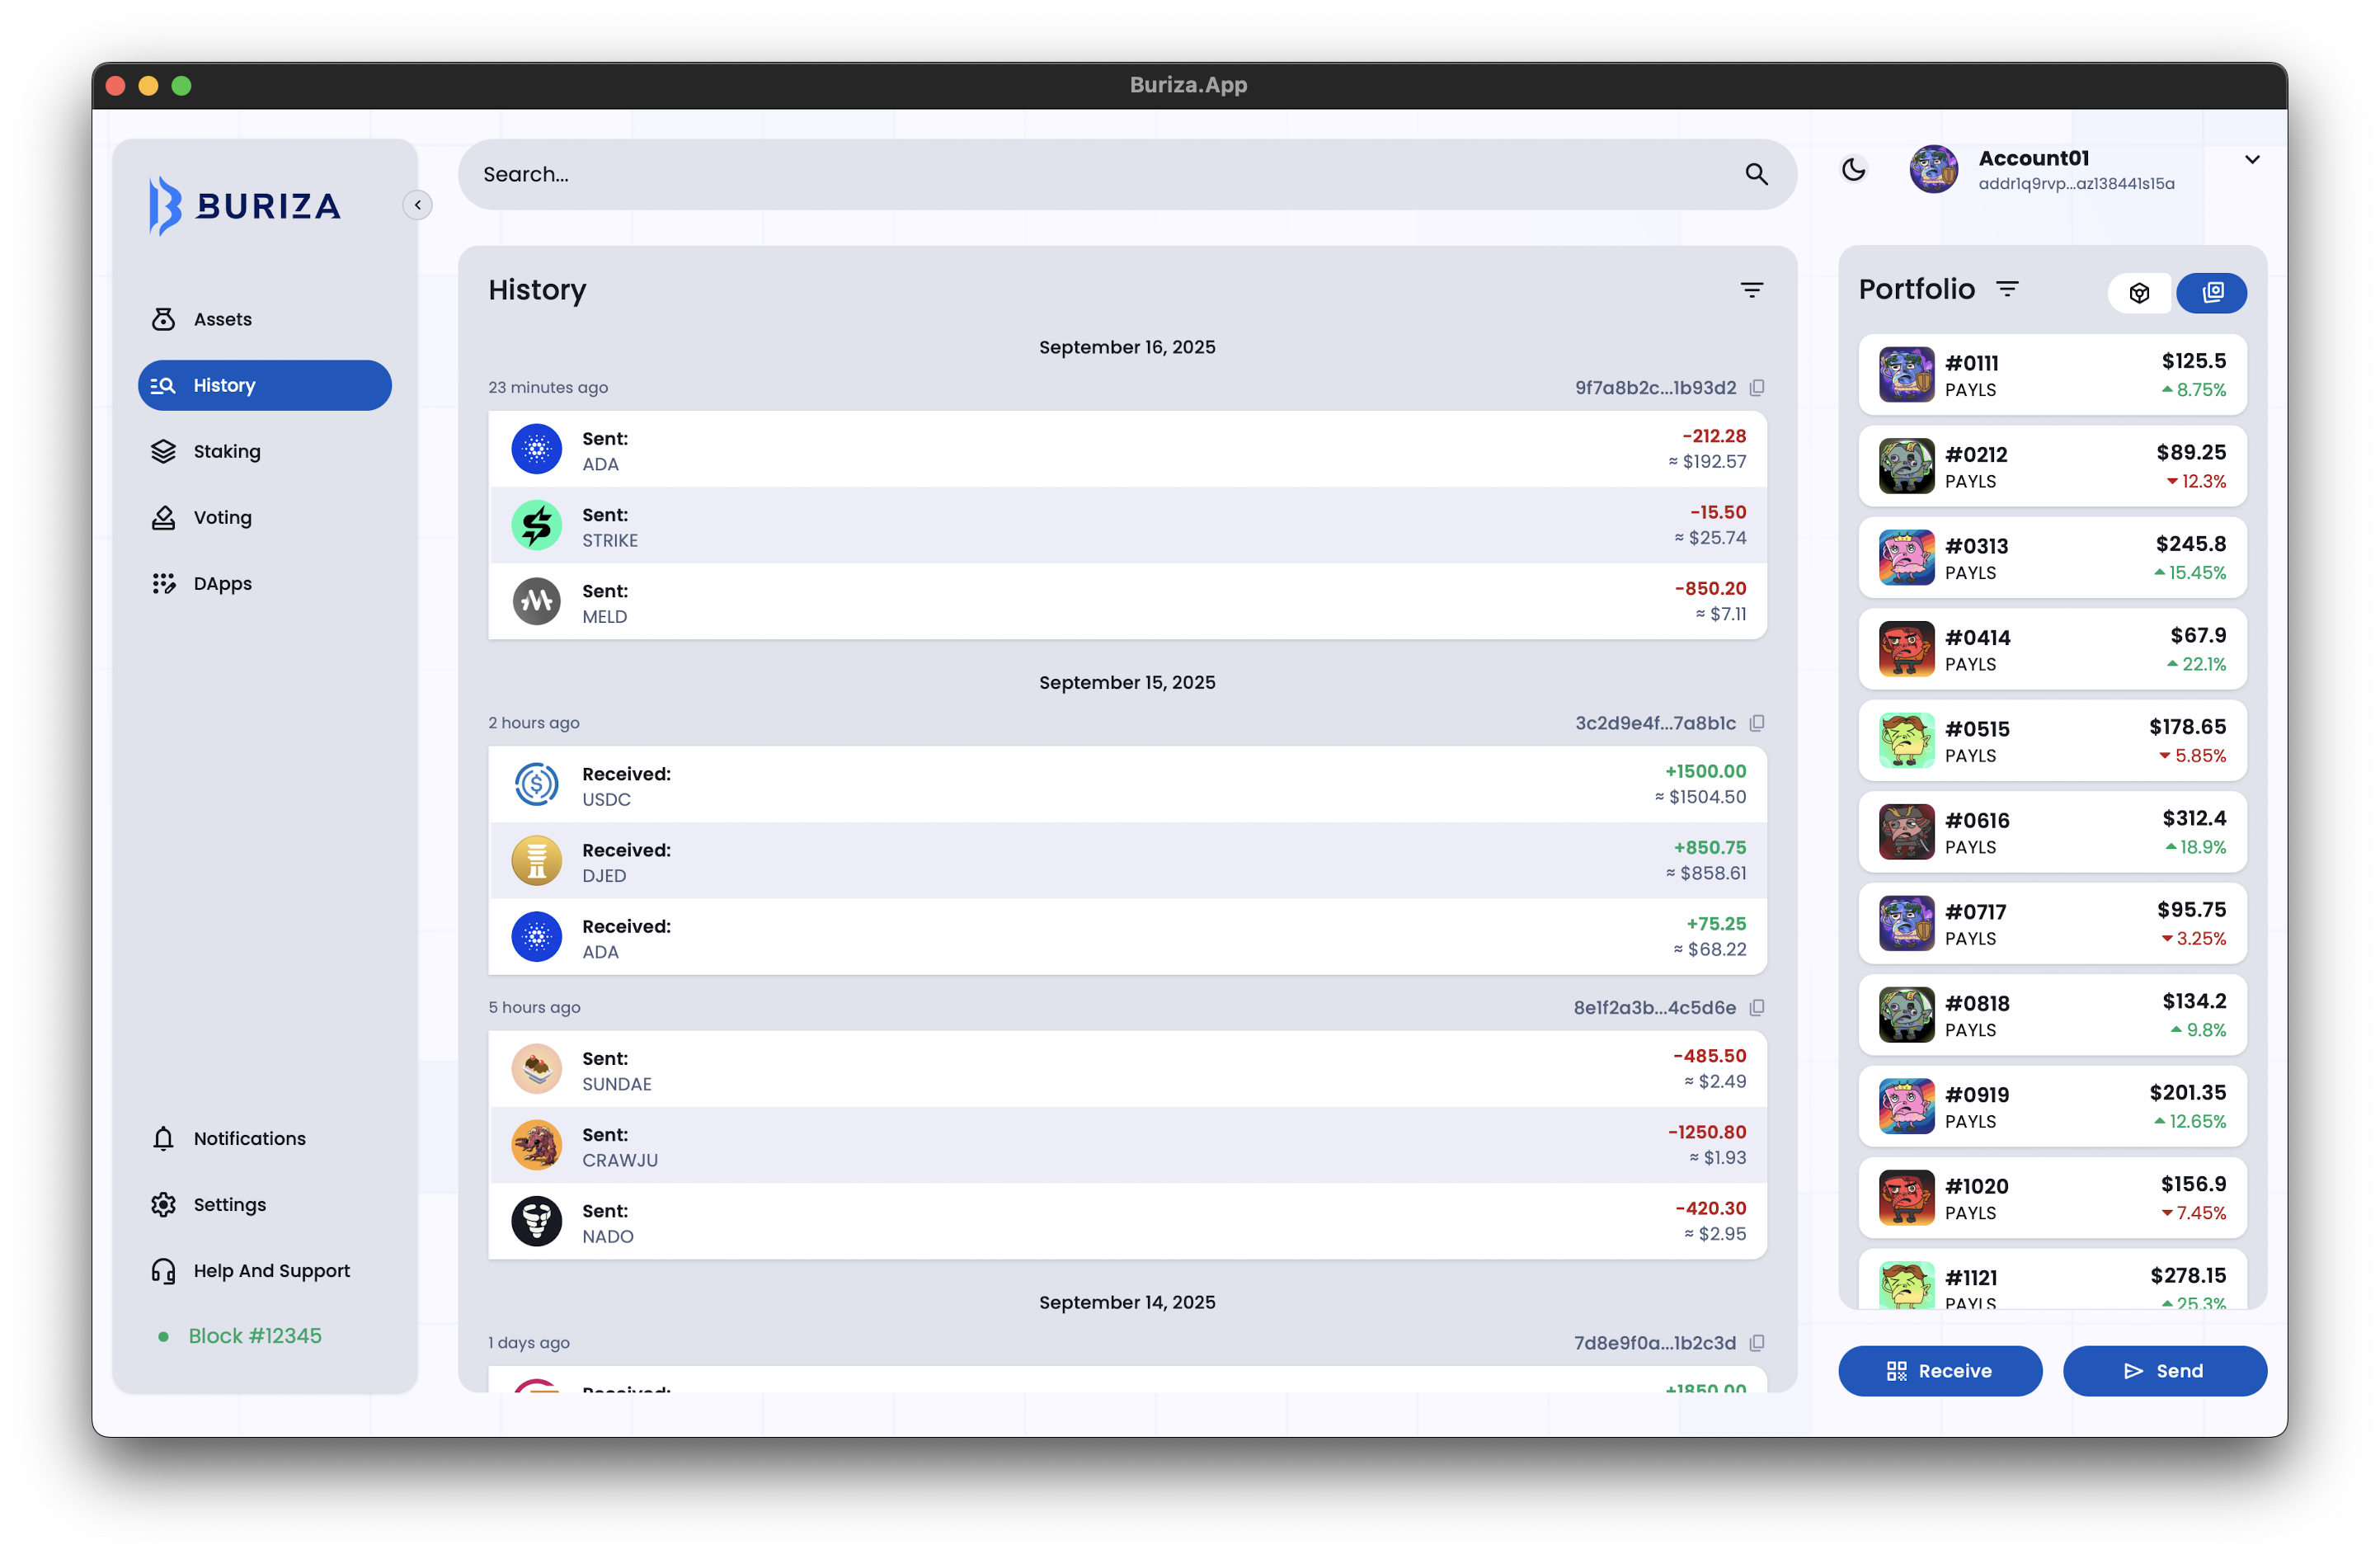 Buriza.App
BURIZA
Assets
History
Staking
Voting
DApps
Notifications
Settings
Help And Support
Block #12345
Search...
History
September 16, 2025
23 minutes ago
9f7a8b2c...1b93d2
Sent:
-212.28
ADA
≈ $192.57
Sent:
-15.50
STRIKE
≈ $25.74
Sent:
-850.20
MELD
≈ $7.11
September 15, 2025
2 hours ago
3c2d9e4f...7a8b1c
Received:
+1500.00
USDC
≈ $1504.50
Received:
+850.75
DJED
≈ $858.61
Received:
+75.25
ADA
≈ $68.22
5 hours ago
8e1f2a3b...4c5d6e
Sent:
-485.50
SUNDAE
≈ $2.49
Sent:
-1250.80
CRAWJU
≈ $1.93
Sent:
-420.30
NADO
≈ $2.95
September 14, 2025
1 days ago
7d8e9f0a...1b2c3d
Received:
+1850.00
Account01
addr1q9rvp...az138441s15a
Portfolio
#0111
$125.5
PAYLS
8.75%
#0212
$89.25
PAYLS
12.3%
#0313
$245.8
PAYLS
15.45%
#0414
$67.9
PAYLS
22.1%
#0515
$178.65
PAYLS
5.85%
#0616
$312.4
PAYLS
18.9%
#0717
$95.75
PAYLS
3.25%
#0818
$134.2
PAYLS
9.8%
#0919
$201.35
PAYLS
12.65%
#1020
$156.9
PAYLS
7.45%
#1121
$278.15
PAYLS
25.3%
Receive
Send